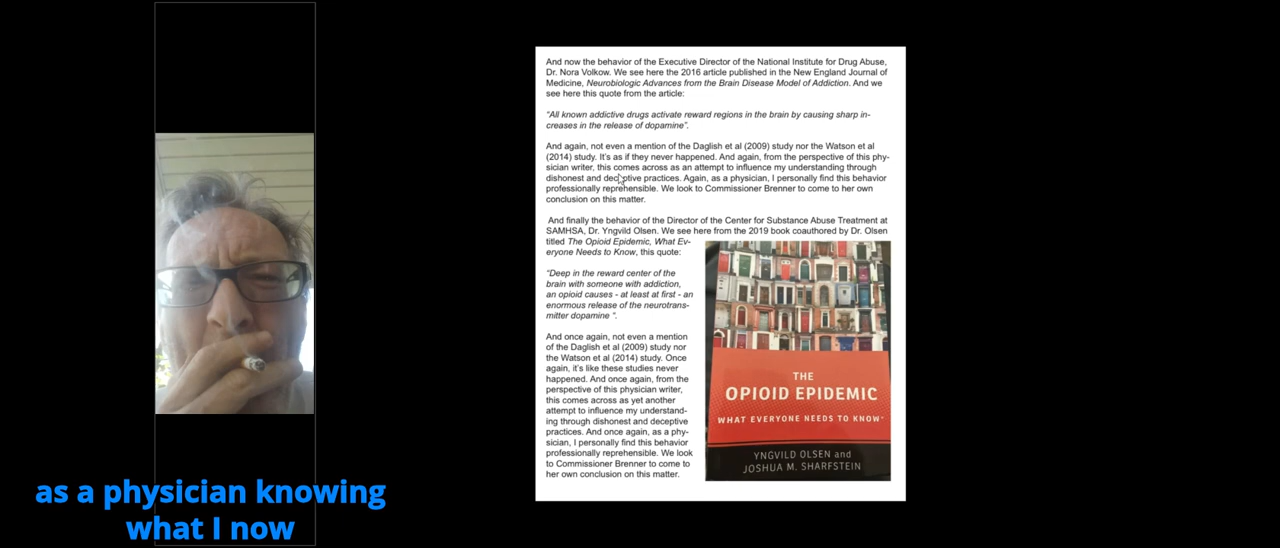 And now the behavior of the Executive Director of the National Institute for Drug Abuse,
Dr. Nora Volkow. We see here the 2016 article published in the New England Journal of
Medicine, Neurobiologic Advances from the Brain Disease Model of Addiction. And we
see here this quote from the article:
“All known addictive drugs activate reward regions in the brain by causing sharp in-
creases in the release of dopamine”.
And again, not even a mention of the Daglish et al (2009) study nor the Watson et al
(2014) study. It’s as if they never happened. And again, from the perspective of this phy-
sician writer, this comes across as an attempt to influence my understanding through
dishonest and deceptive practices. Again, as a physician, I personally find this behavior
professionally reprehensible. We look to Commissioner Brenner to come to her own
conclusion on this matter.
And finally the behavior of the Director of the Center for Substance Abuse Treatment at
SAMHSA, Dr. Yngvild Olsen. We see here from the 2019 book coauthored by Dr. Olsen
titled The Opioid Epidemic, What Ev-
eryone Needs to Know, this quote:
“Deep in the reward center of the
brain with someone with addiction,
an opioid causes - at least at first - an
enormous release of the neurotrans-
mitter dopamine “.
And once again, not even a mention
of the Daglish et al (2009) study nor
the Watson et al (2014) study. Once
again, it’s like these studies never
happened. And once again, from the
perspective of this physician writer,
this comes across as yet another
attempt to influence my understand-
ing through dishonest and deceptive
practices. And once again, as a phy-
sician, I personally find this behavior
professionally reprehensible. We look
to Commissioner Brenner to come to
her own conclusion on this matter.
THE
OPIOID EPIDEMIC
WHAT EVERYONE NEEDS TO KNOW®
YNGVILD OLSEN and
JOSHUA M. SHARFSTEIN
as a physician knowing
what I now